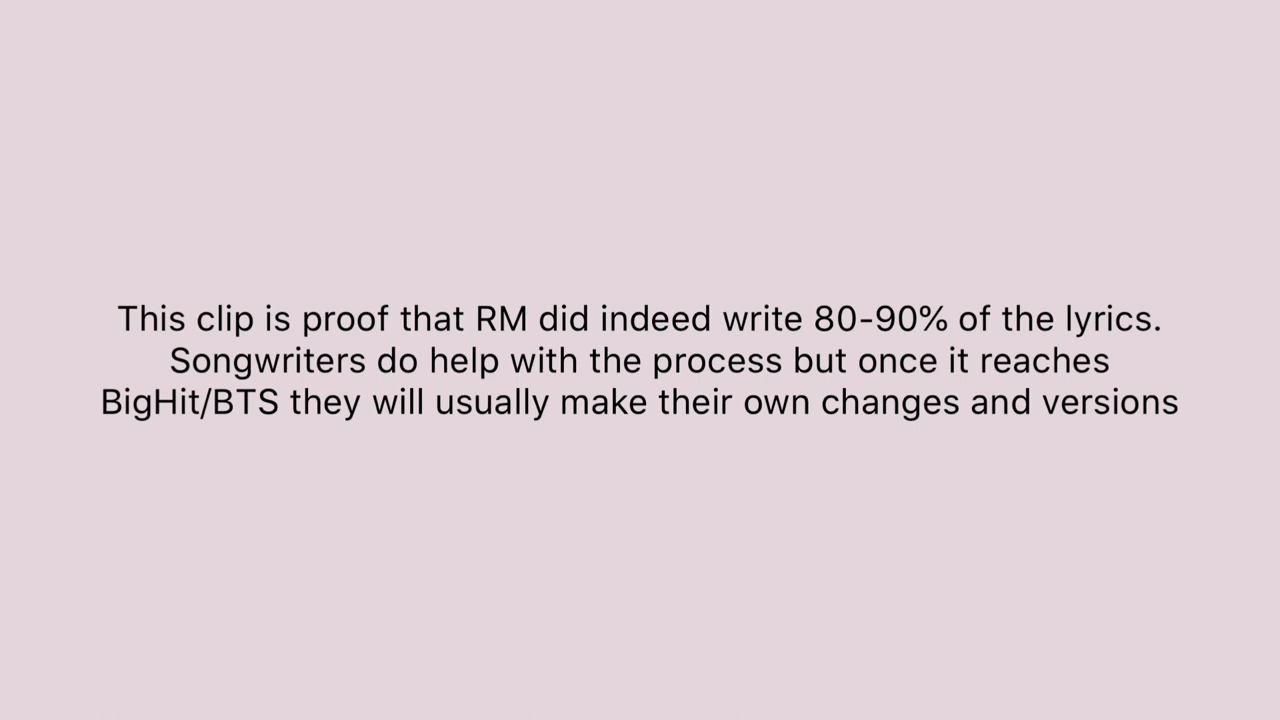 This clip is proof that RM did indeed write 80-90% of the lyrics.
Songwriters do help with the process but once it reaches
BigHit/BTS they will usually make their own changes and versions